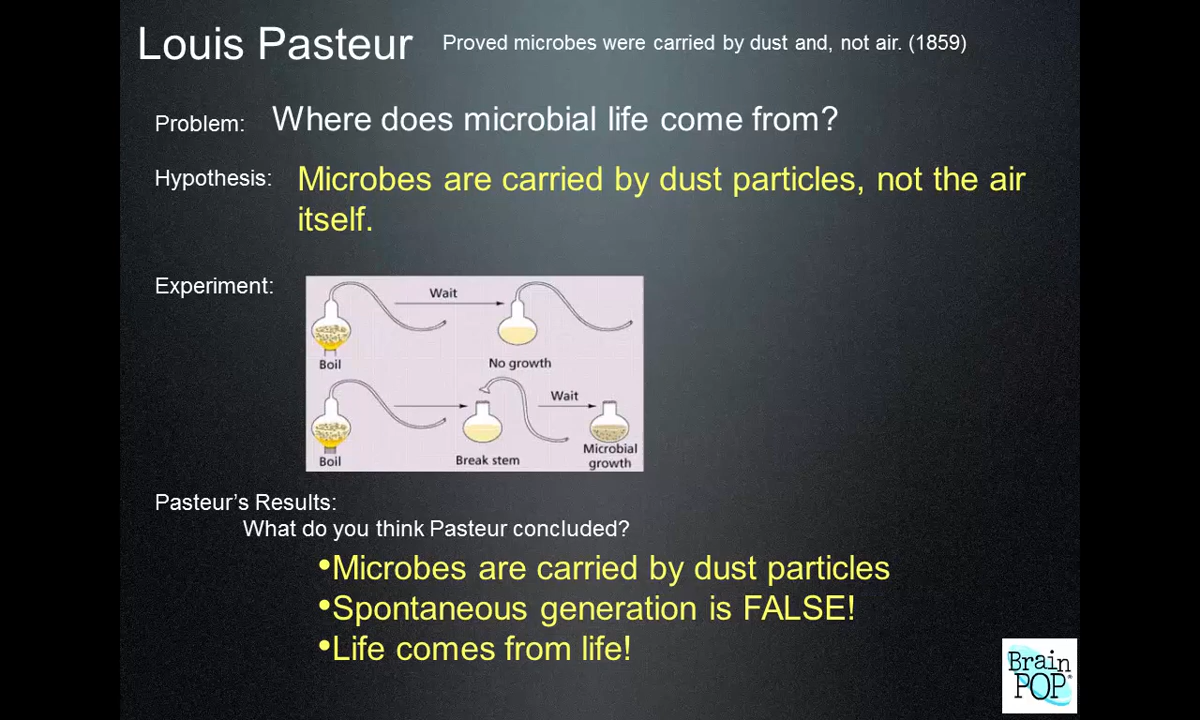 Louis Pasteur
Proved microbes were carried by dust and, not air. (1859)
Problem:
Where does microbial life come from?
Hypothesis:
Microbes are carried by dust particles, not the air
itself.
Experiment:
Wait
Boil
No growth
Wait
Boil
Break stem
Microbial
growth
Pasteur’s Results:
What do you think Pasteur concluded?
•Microbes are carried by dust particles
•Spontaneous generation is FALSE!
•Life comes from life!
Brain
POP®